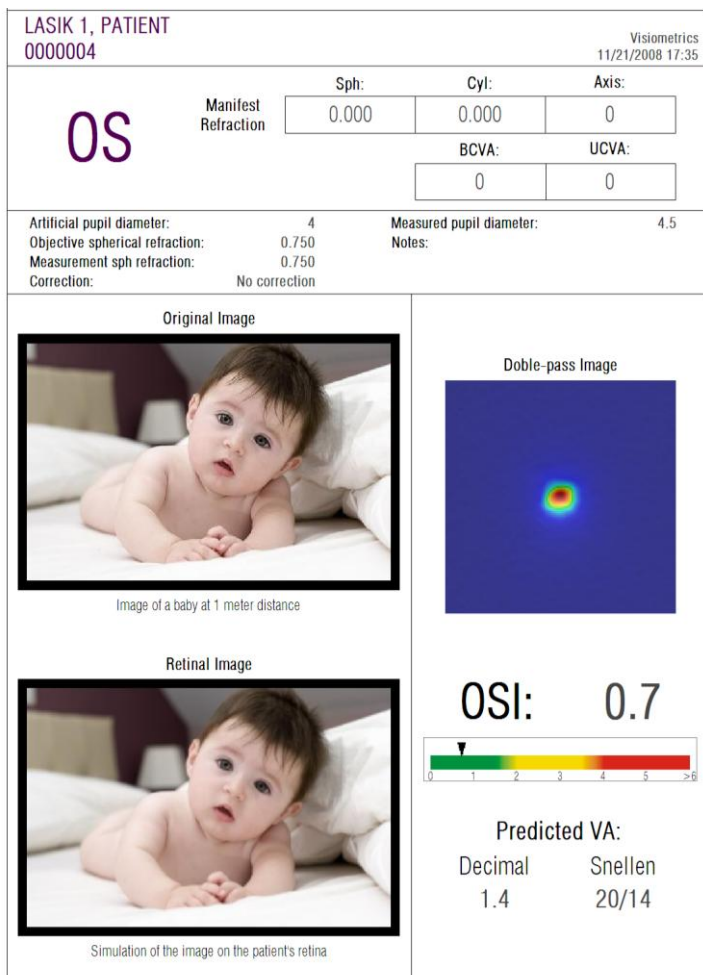 LASIK 1, PATIENT
0000004
Visiometrics
11/21/2008 17:35
OS
Manifest
Refraction
Sph: Cyl: Axis:
0.000 0.000 0
BCVA: UCVA:
0 0
Artificial pupil diameter: 4
Objective spherical refraction: 0.750
Measurement sph refraction: 0.750
Correction: No correction
Measured pupil diameter: 4.5
Notes:
Original Image
Image of a baby at 1 meter distance
Retinal Image
Simulation of the image on the patient's retina
Doble-pass Image
OSI: 0.7
0 1 2 3 4 5 >6
Predicted VA:
Decimal Snellen
1.4 20/14